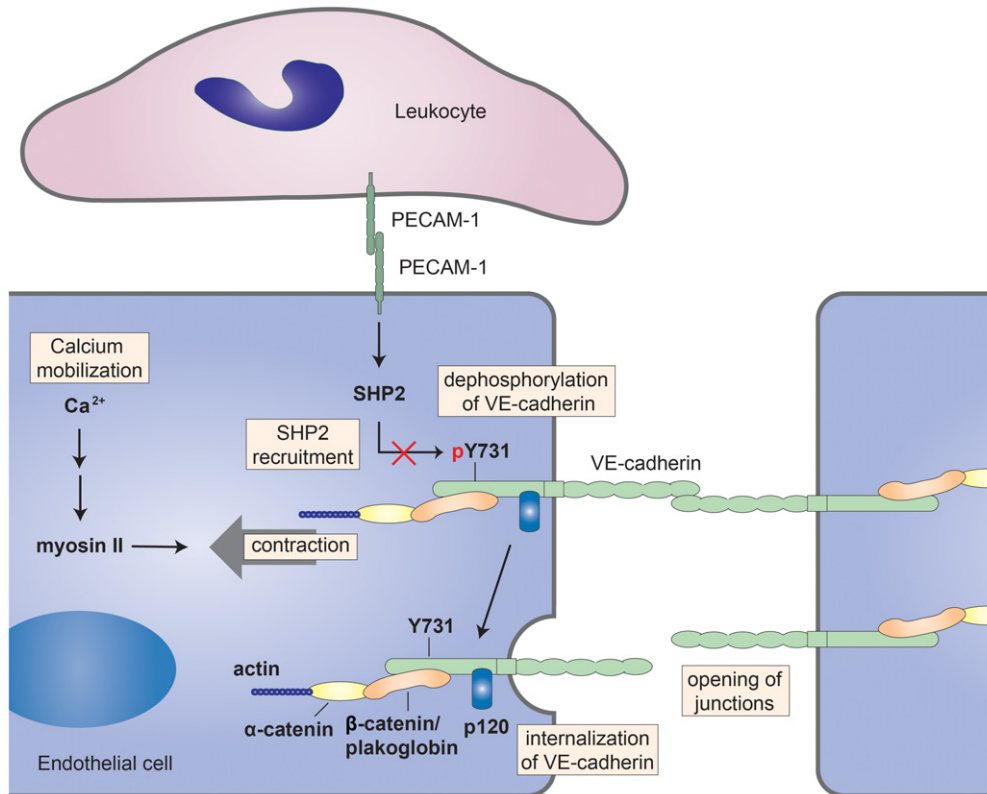 Leukocyte
PECAM-1
PECAM-1
Calcium
mobilization
Ca²⁺
SHP2
dephosphorylation
of VE-cadherin
SHP2
recruitment
pY731
VE-cadherin
myosin II
contraction
Y731
actin
α-catenin
β-catenin/
plakoglobin
p120
opening of
junctions
internalization
of VE-cadherin
Endothelial cell